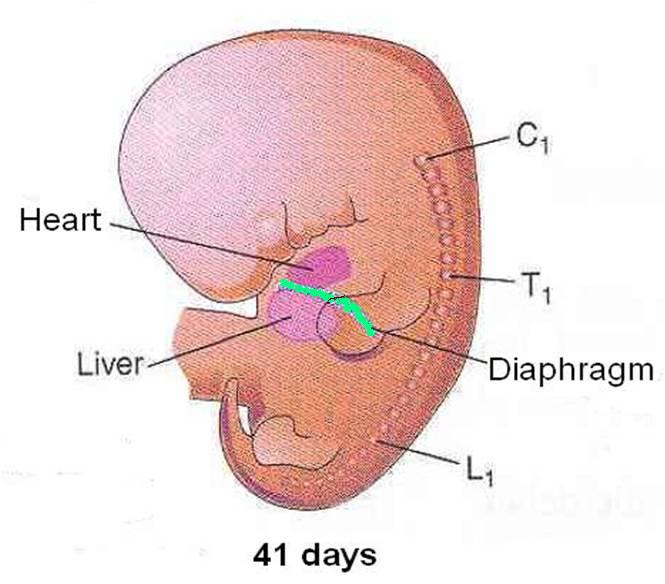 C₁
Heart
T₁
Liver
Diaphragm
L₁
41 days